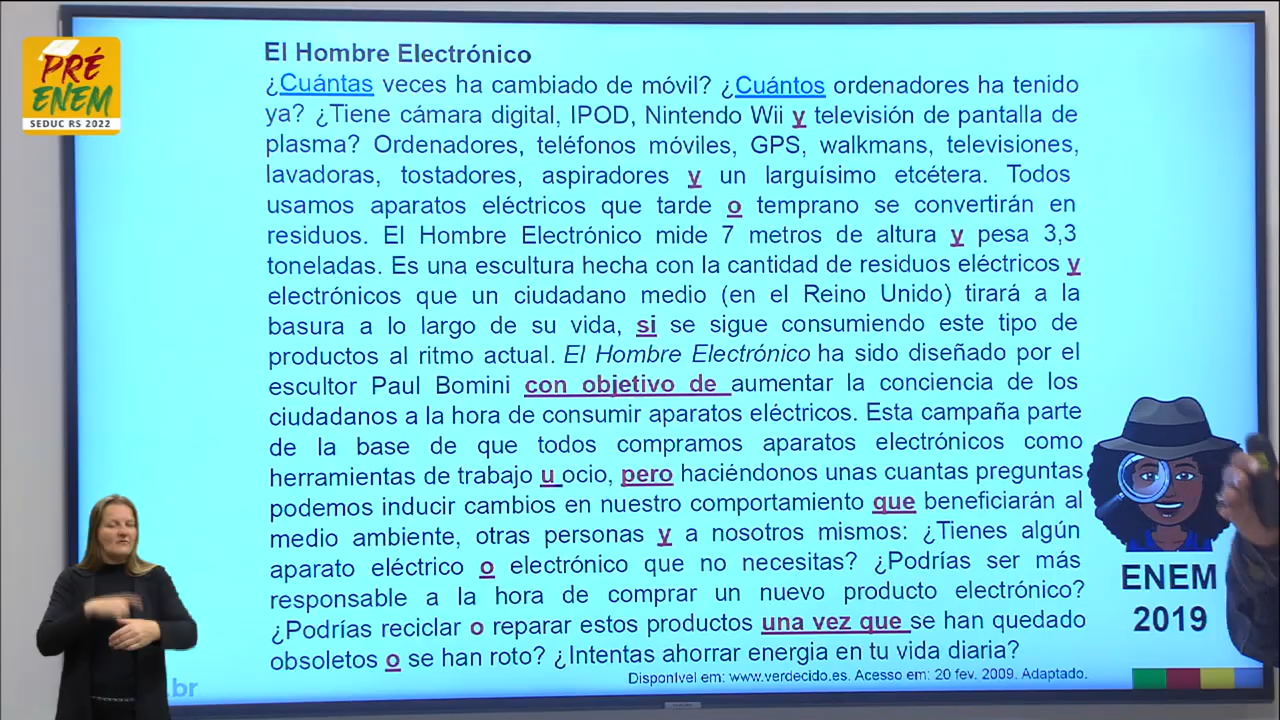 PRÉ
ENEM
SEDUC RS 2022
El Hombre Electrónico
¿Cuántas veces ha cambiado de móvil? ¿Cuántos ordenadores ha tenido
ya? ¿Tiene cámara digital, IPOD, Nintendo Wii y televisión de pantalla de
plasma? Ordenadores, teléfonos móviles, GPS, walkmans, televisiones,
lavadoras, tostadores, aspiradores y un larguísimo etcétera. Todos
usamos aparatos eléctricos que tarde o temprano se convertirán en
residuos. El Hombre Electrónico mide 7 metros de altura y pesa 3,3
toneladas. Es una escultura hecha con la cantidad de residuos eléctricos y
electrónicos que un ciudadano medio (en el Reino Unido) tirará a la
basura a lo largo de su vida, si se sigue consumiendo este tipo de
productos al ritmo actual. El Hombre Electrónico ha sido diseñado por el
escultor Paul Bomini con objetivo de aumentar la conciencia de los
ciudadanos a la hora de consumir aparatos eléctricos. Esta campaña parte
de la base de que todos compramos aparatos electrónicos como
herramientas de trabajo u ocio, pero haciéndonos unas cuantas preguntas
podemos inducir cambios en nuestro comportamiento que beneficiarán al
medio ambiente, otras personas y a nosotros mismos: ¿Tienes algún
aparato eléctrico o electrónico que no necesitas? ¿Podrías ser más
responsable a la hora de comprar un nuevo producto electrónico?
¿Podrías reciclar o reparar estos productos una vez que se han quedado
obsoletos o se han roto? ¿Intentas ahorrar energia en tu vida diaria?
Disponível em: www.verdecido.es. Acesso em: 20 fev. 2009. Adaptado.
ENEM
2019
.br